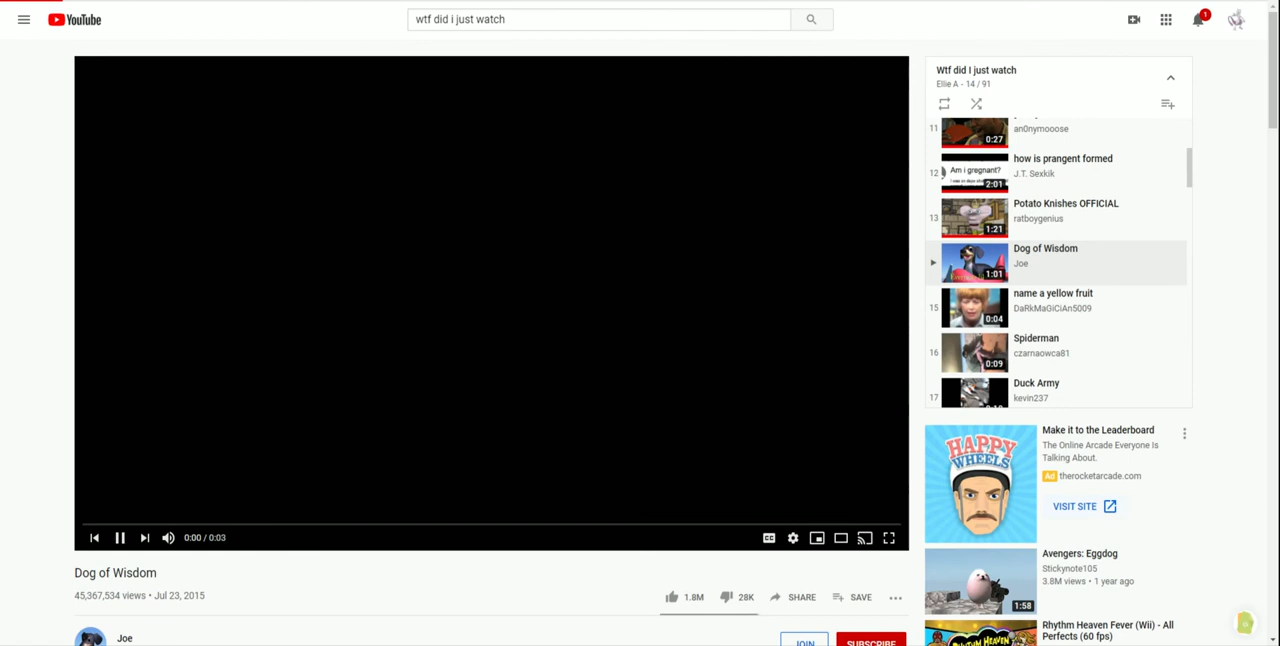 YouTube
wtf did i just watch
1
Wtf did I just watch
Ellie A - 14 / 91
11
an0nymooose
0:27
12
Am i gregnant?
2:01
how is prangent formed
J.T. Sexkik
13
1:21
Potato Knishes OFFICIAL
ratboygenius
1:01
Dog of Wisdom
Joe
15
0:04
name a yellow fruit
DaRkMaGiCiAn5009
16
0:09
Spiderman
czarnaowca81
17
Duck Army
kevin237
HAPPY
WHEELS
Make it to the Leaderboard
The Online Arcade Everyone Is
Talking About.
Ad therocketarcade.com
VISIT SITE
0:00 / 0:03
CC
Dog of Wisdom
45,367,534 views • Jul 23, 2015
1.8M
28K
SHARE
SAVE
Joe
JOIN
SUBSCRIBE
Avengers: Eggdog
Stickynote105
3.8M views • 1 year ago
1:58
Rhythm Heaven Fever (Wii) - All
Perfects (60 fps)